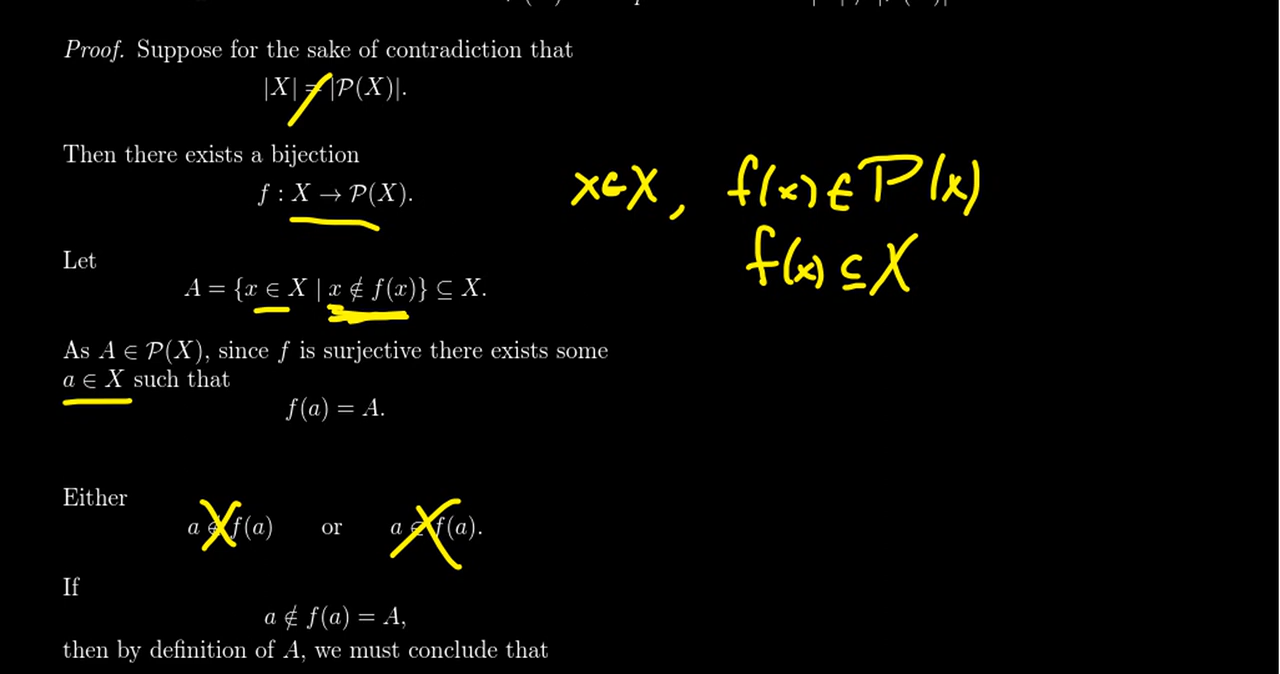 Proof. Suppose for the sake of contradiction that
|X| = |𝒫(X)|.
Then there exists a bijection
f : X → 𝒫(X).
x∈X, f(x)∈𝒫(X)
f(x)⊆X
Let
A = {x ∈ X | x ∉ f(x)} ⊆ X.
As A ∈ 𝒫(X), since f is surjective there exists some
a ∈ X such that
f(a) = A.
Either
a ∉ f(a) or a ∈ f(a).
If
a ∉ f(a) = A,
then by definition of A, we must conclude that